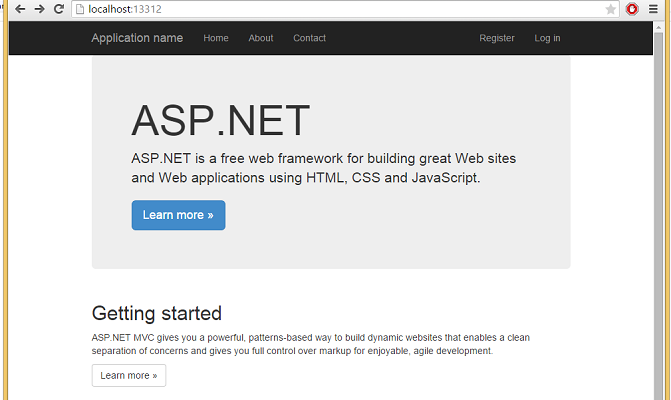 localhost:13312
Application name Home About Contact Register Log in
ASP.NET
ASP.NET is a free web framework for building great Web sites
and Web applications using HTML, CSS and JavaScript.
Learn more »
Getting started
ASP.NET MVC gives you a powerful, patterns-based way to build dynamic websites that enables a clean
separation of concerns and gives you full control over markup for enjoyable, agile development.
Learn more »